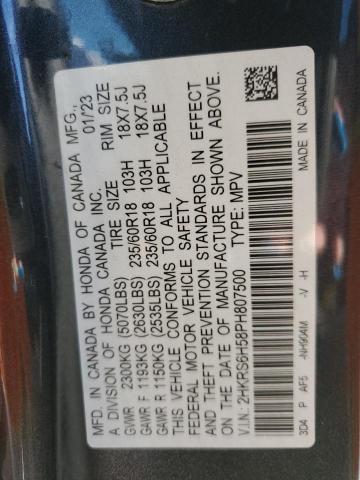 MFD. IN CANADA BY HONDA OF CANADA MFG.,
A DIVISION OF HONDA CANADA INC. 01/23
TIRE SIZE RIM SIZE
GVWR 2300KG (5070LBS)
GAWR F 1193KG (2630LBS) 235/60R18 103H 18X7.5J
GAWR R 1150KG (2535LBS) 235/60R18 103H 18X7.5J
THIS VEHICLE CONFORMS TO ALL APPLICABLE
FEDERAL MOTOR VEHICLE SAFETY
AND THEFT PREVENTION STANDARDS IN EFFECT
ON THE DATE OF MANUFACTURE SHOWN ABOVE.
V.I.N.: 2HKRS6H58PH807500 TYPE: MPV
3D4 P AF5 -NH904M -V -H MADE IN CANADA